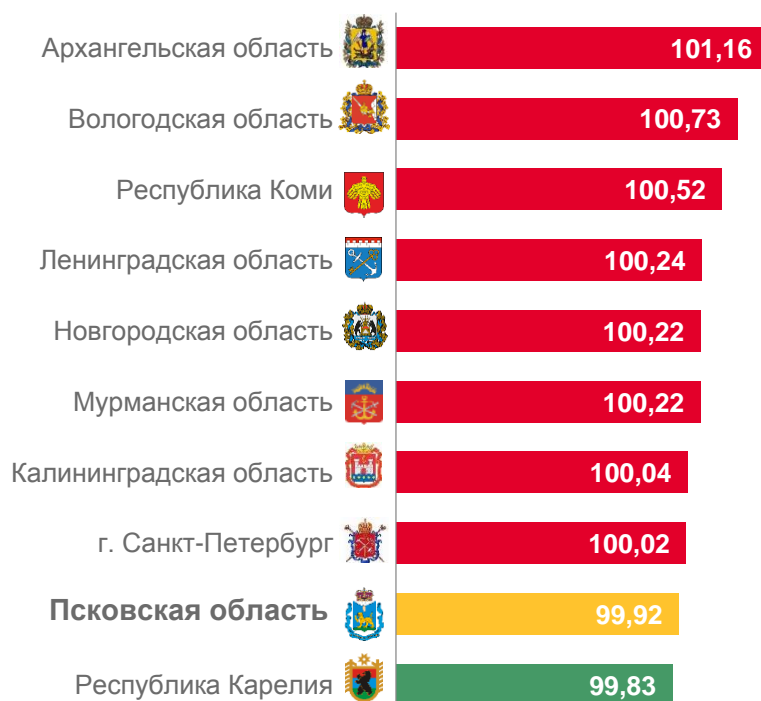 Архангельская область 101,16
Вологодская область 100,73
Республика Коми 100,52
Ленинградская область 100,24
Новгородская область 100,22
Мурманская область 100,22
Калининградская область 100,04
г. Санкт-Петербург 100,02
Псковская область 99,92
Республика Карелия 99,83